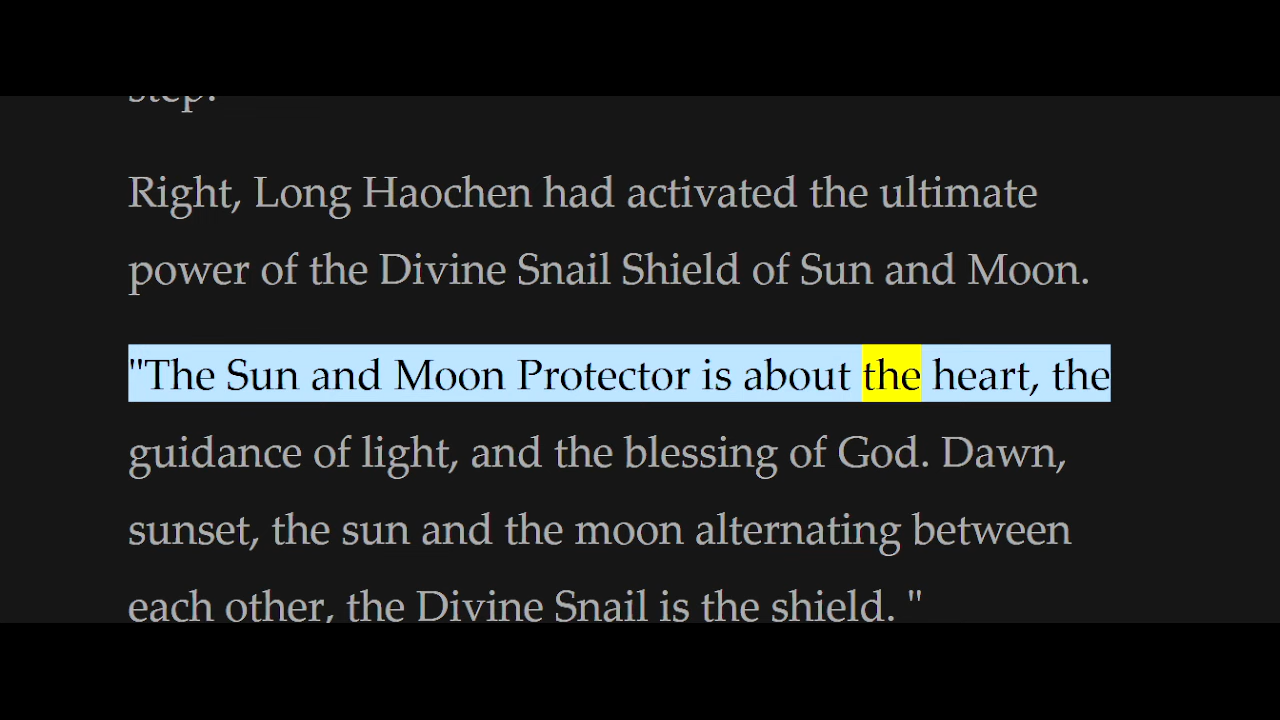 step.
Right, Long Haochen had activated the ultimate
power of the Divine Snail Shield of Sun and Moon.
"The Sun and Moon Protector is about the heart, the
guidance of light, and the blessing of God. Dawn,
sunset, the sun and the moon alternating between
each other, the Divine Snail is the shield. "